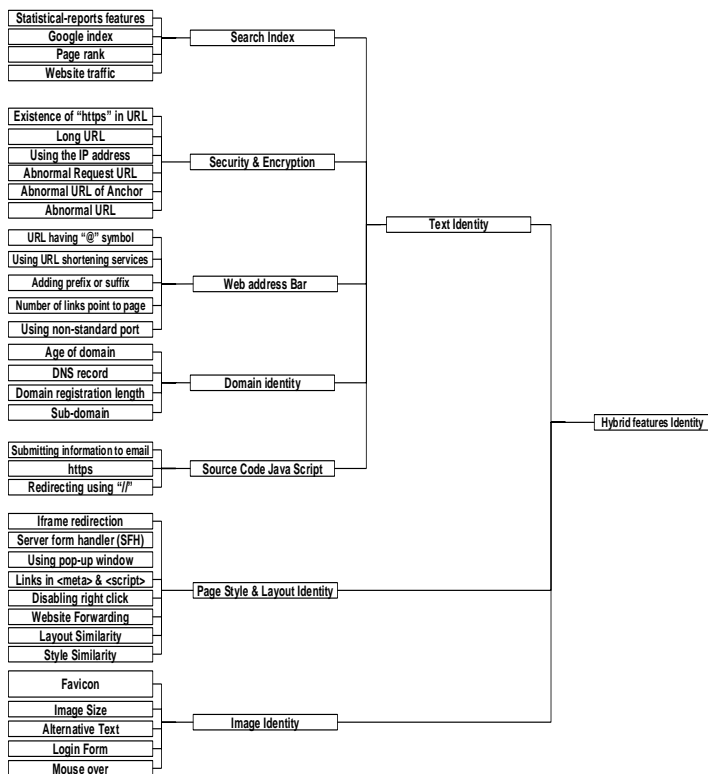 Statistical-reports features
Google index
Page rank
Website traffic
Search Index
Existence of “https” in URL
Long URL
Using the IP address
Abnormal Request URL
Abnormal URL of Anchor
Abnormal URL
Security & Encryption
Text Identity
URL having “@” symbol
Using URL shortening services
Adding prefix or suffix
Number of links point to page
Using non-standard port
Web address Bar
Age of domain
DNS record
Domain registration length
Sub-domain
Domain identity
Hybrid features Identity
Submitting information to email
https
Redirecting using “//”
Source Code Java Script
Iframe redirection
Server form handler (SFH)
Using pop-up window
Links in <meta> & <script>
Disabling right click
Website Forwarding
Layout Similarity
Style Similarity
Page Style & Layout Identity
Favicon
Image Size
Alternative Text
Login Form
Mouse over
Image Identity